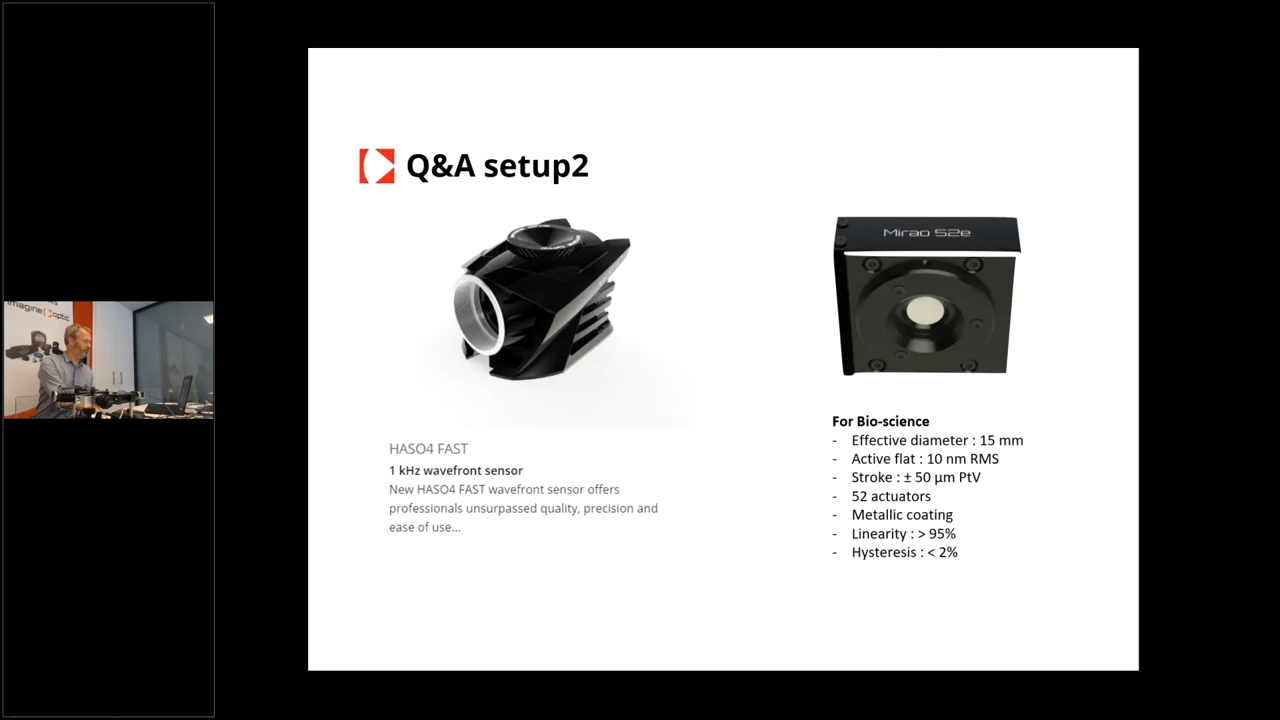 Q&A setup2
Mirao 52e
HASO4 FAST
1 kHz wavefront sensor
New HASO4 FAST wavefront sensor offers
professionals unsurpassed quality, precision and
ease of use...
For Bio-science
- Effective diameter : 15 mm
- Active flat : 10 nm RMS
- Stroke : ± 50 µm PtV
- 52 actuators
- Metallic coating
- Linearity : > 95%
- Hysteresis : < 2%
imagine optic